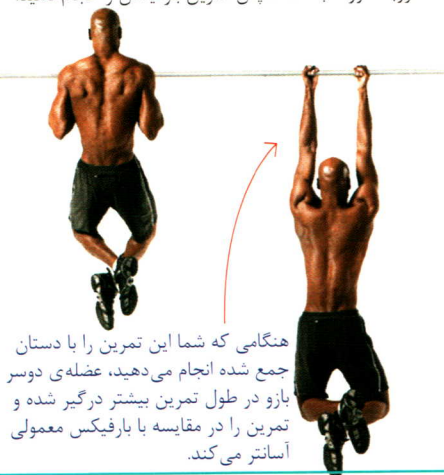 هنگامی که شما این تمرین را با دستان
جمع شده انجام می‌دهید، عضله‌ی دوسر
بازو در طول تمرین بیشتر درگیر شده و
تمرین را در مقایسه با بارفیکس معمولی
آسانتر می‌کند.